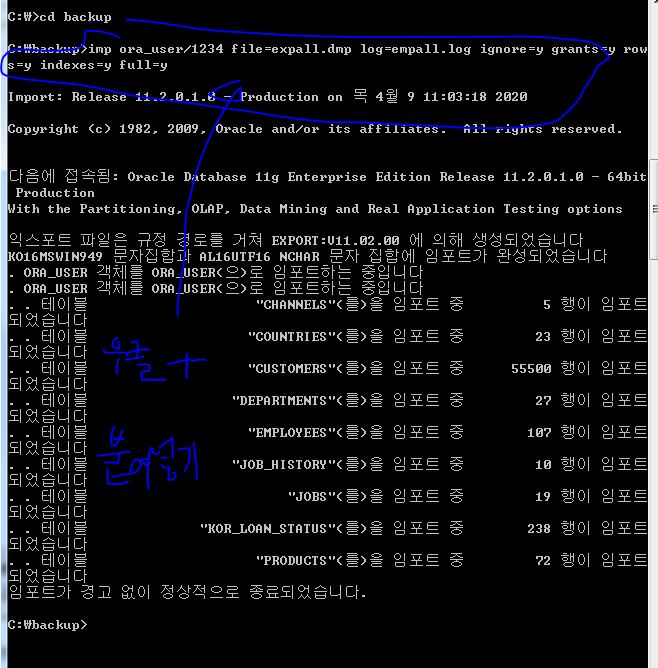 C:\>cd backup
C:\backup>imp ora_user/1234 file=expall.dmp log=empall.log ignore=y grants=y row
s=y indexes=y full=y
Import: Release 11.2.0.1.0 - Production on 목 4월 9 11:03:18 2020
Copyright (c) 1982, 2009, Oracle and/or its affiliates.  All rights reserved.
다음에 접속됨: Oracle Database 11g Enterprise Edition Release 11.2.0.1.0 - 64bit
 Production
With the Partitioning, OLAP, Data Mining and Real Application Testing options
익스포트 파일은 규정 경로를 거쳐 EXPORT:V11.02.00 에 의해 생성되었습니다
KO16MSWIN949 문자집합과 AL16UTF16 NCHAR 문자 집합에 임포트가 완성되었습니다
. ORA_USER 객체를 ORA_USER(으)로 임포트하는 중입니다
. ORA_USER 객체를 ORA_USER(으)로 임포트하는 중입니다
. . 테이블 "CHANNELS"(를)을 임포트 중 5 행이 임포트
되었습니다
. . 테이블 "COUNTRIES"(를)을 임포트 중 23 행이 임포트
되었습니다
. . 테이블 "CUSTOMERS"(를)을 임포트 중 55500 행이 임포트
되었습니다
. . 테이블 "DEPARTMENTS"(를)을 임포트 중 27 행이 임포트
되었습니다
. . 테이블 "EMPLOYEES"(를)을 임포트 중 107 행이 임포트
되었습니다
. . 테이블 "JOB_HISTORY"(를)을 임포트 중 10 행이 임포트
되었습니다
. . 테이블 "JOBS"(를)을 임포트 중 19 행이 임포트
되었습니다
. . 테이블 "KOR_LOAN_STATUS"(를)을 임포트 중 238 행이 임포트
되었습니다
. . 테이블 "PRODUCTS"(를)을 임포트 중 72 행이 임포트
되었습니다
임포트가 경고 없이 정상적으로 종료되었습니다.
C:\backup>
우클 +
붙여넣기